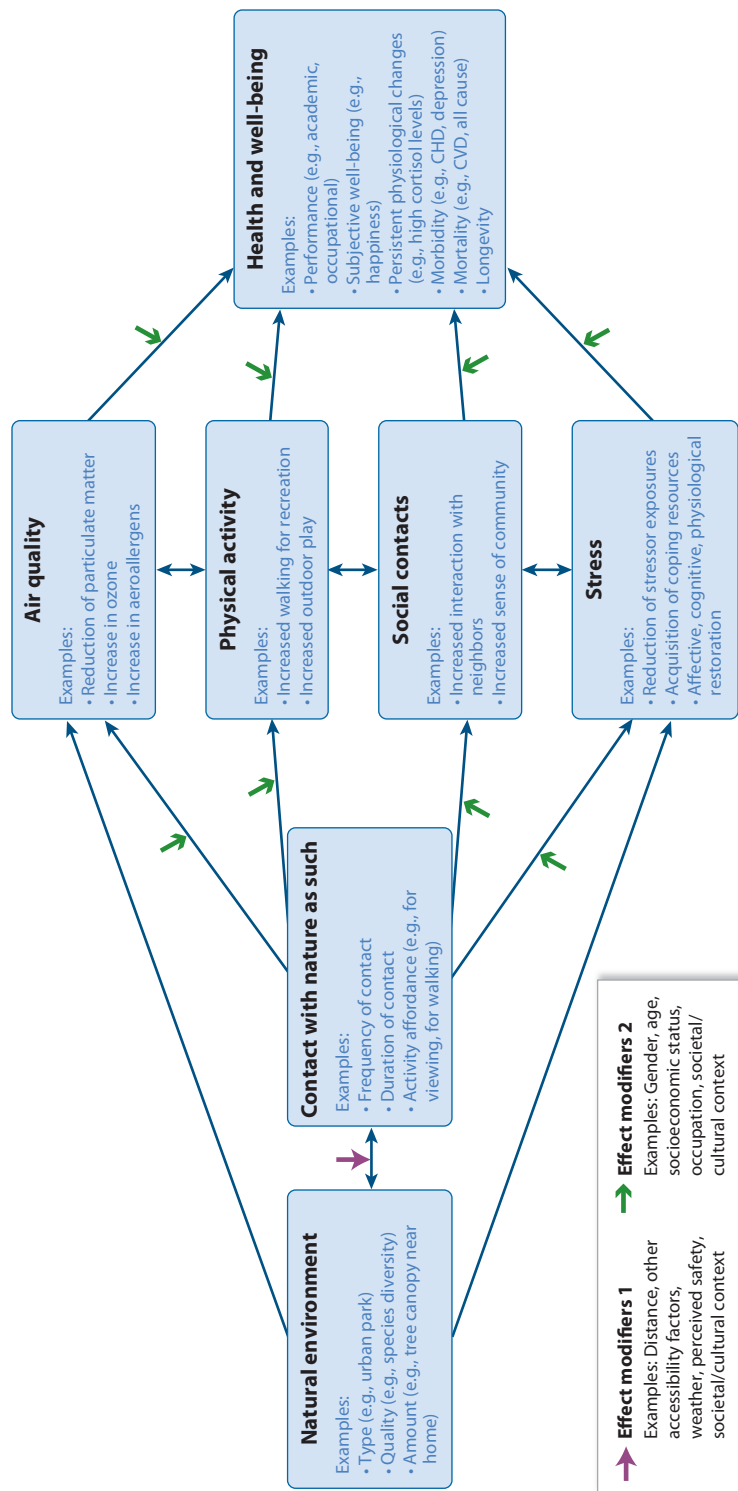 Natural environment
Examples:
• Type (e.g., urban park)
• Quality (e.g., species diversity)
• Amount (e.g., tree canopy near
home)
Contact with nature as such
Examples:
• Frequency of contact
• Duration of contact
• Activity affordance (e.g., for
viewing, for walking)
Air quality
Examples:
• Reduction of particulate matter
• Increase in ozone
• Increase in aeroallergens
Physical activity
Examples:
• Increased walking for recreation
• Increased outdoor play
Social contacts
Examples:
• Increased interaction with
neighbors
• Increased sense of community
Stress
Examples:
• Reduction of stressor exposures
• Acquisition of coping resources
• Affective, cognitive, physiological
restoration
Health and well-being
Examples:
• Performance (e.g., academic,
occupational)
• Subjective well-being (e.g.,
happiness)
• Persistent physiological changes
(e.g., high cortisol levels)
• Morbidity (e.g., CHD, depression)
• Mortality (e.g., CVD, all cause)
• Longevity
Effect modifiers 1
Examples: Distance, other
accessibility factors,
weather, perceived safety,
societal/cultural context
Effect modifiers 2
Examples: Gender, age,
socioeconomic status,
occupation, societal/
cultural context